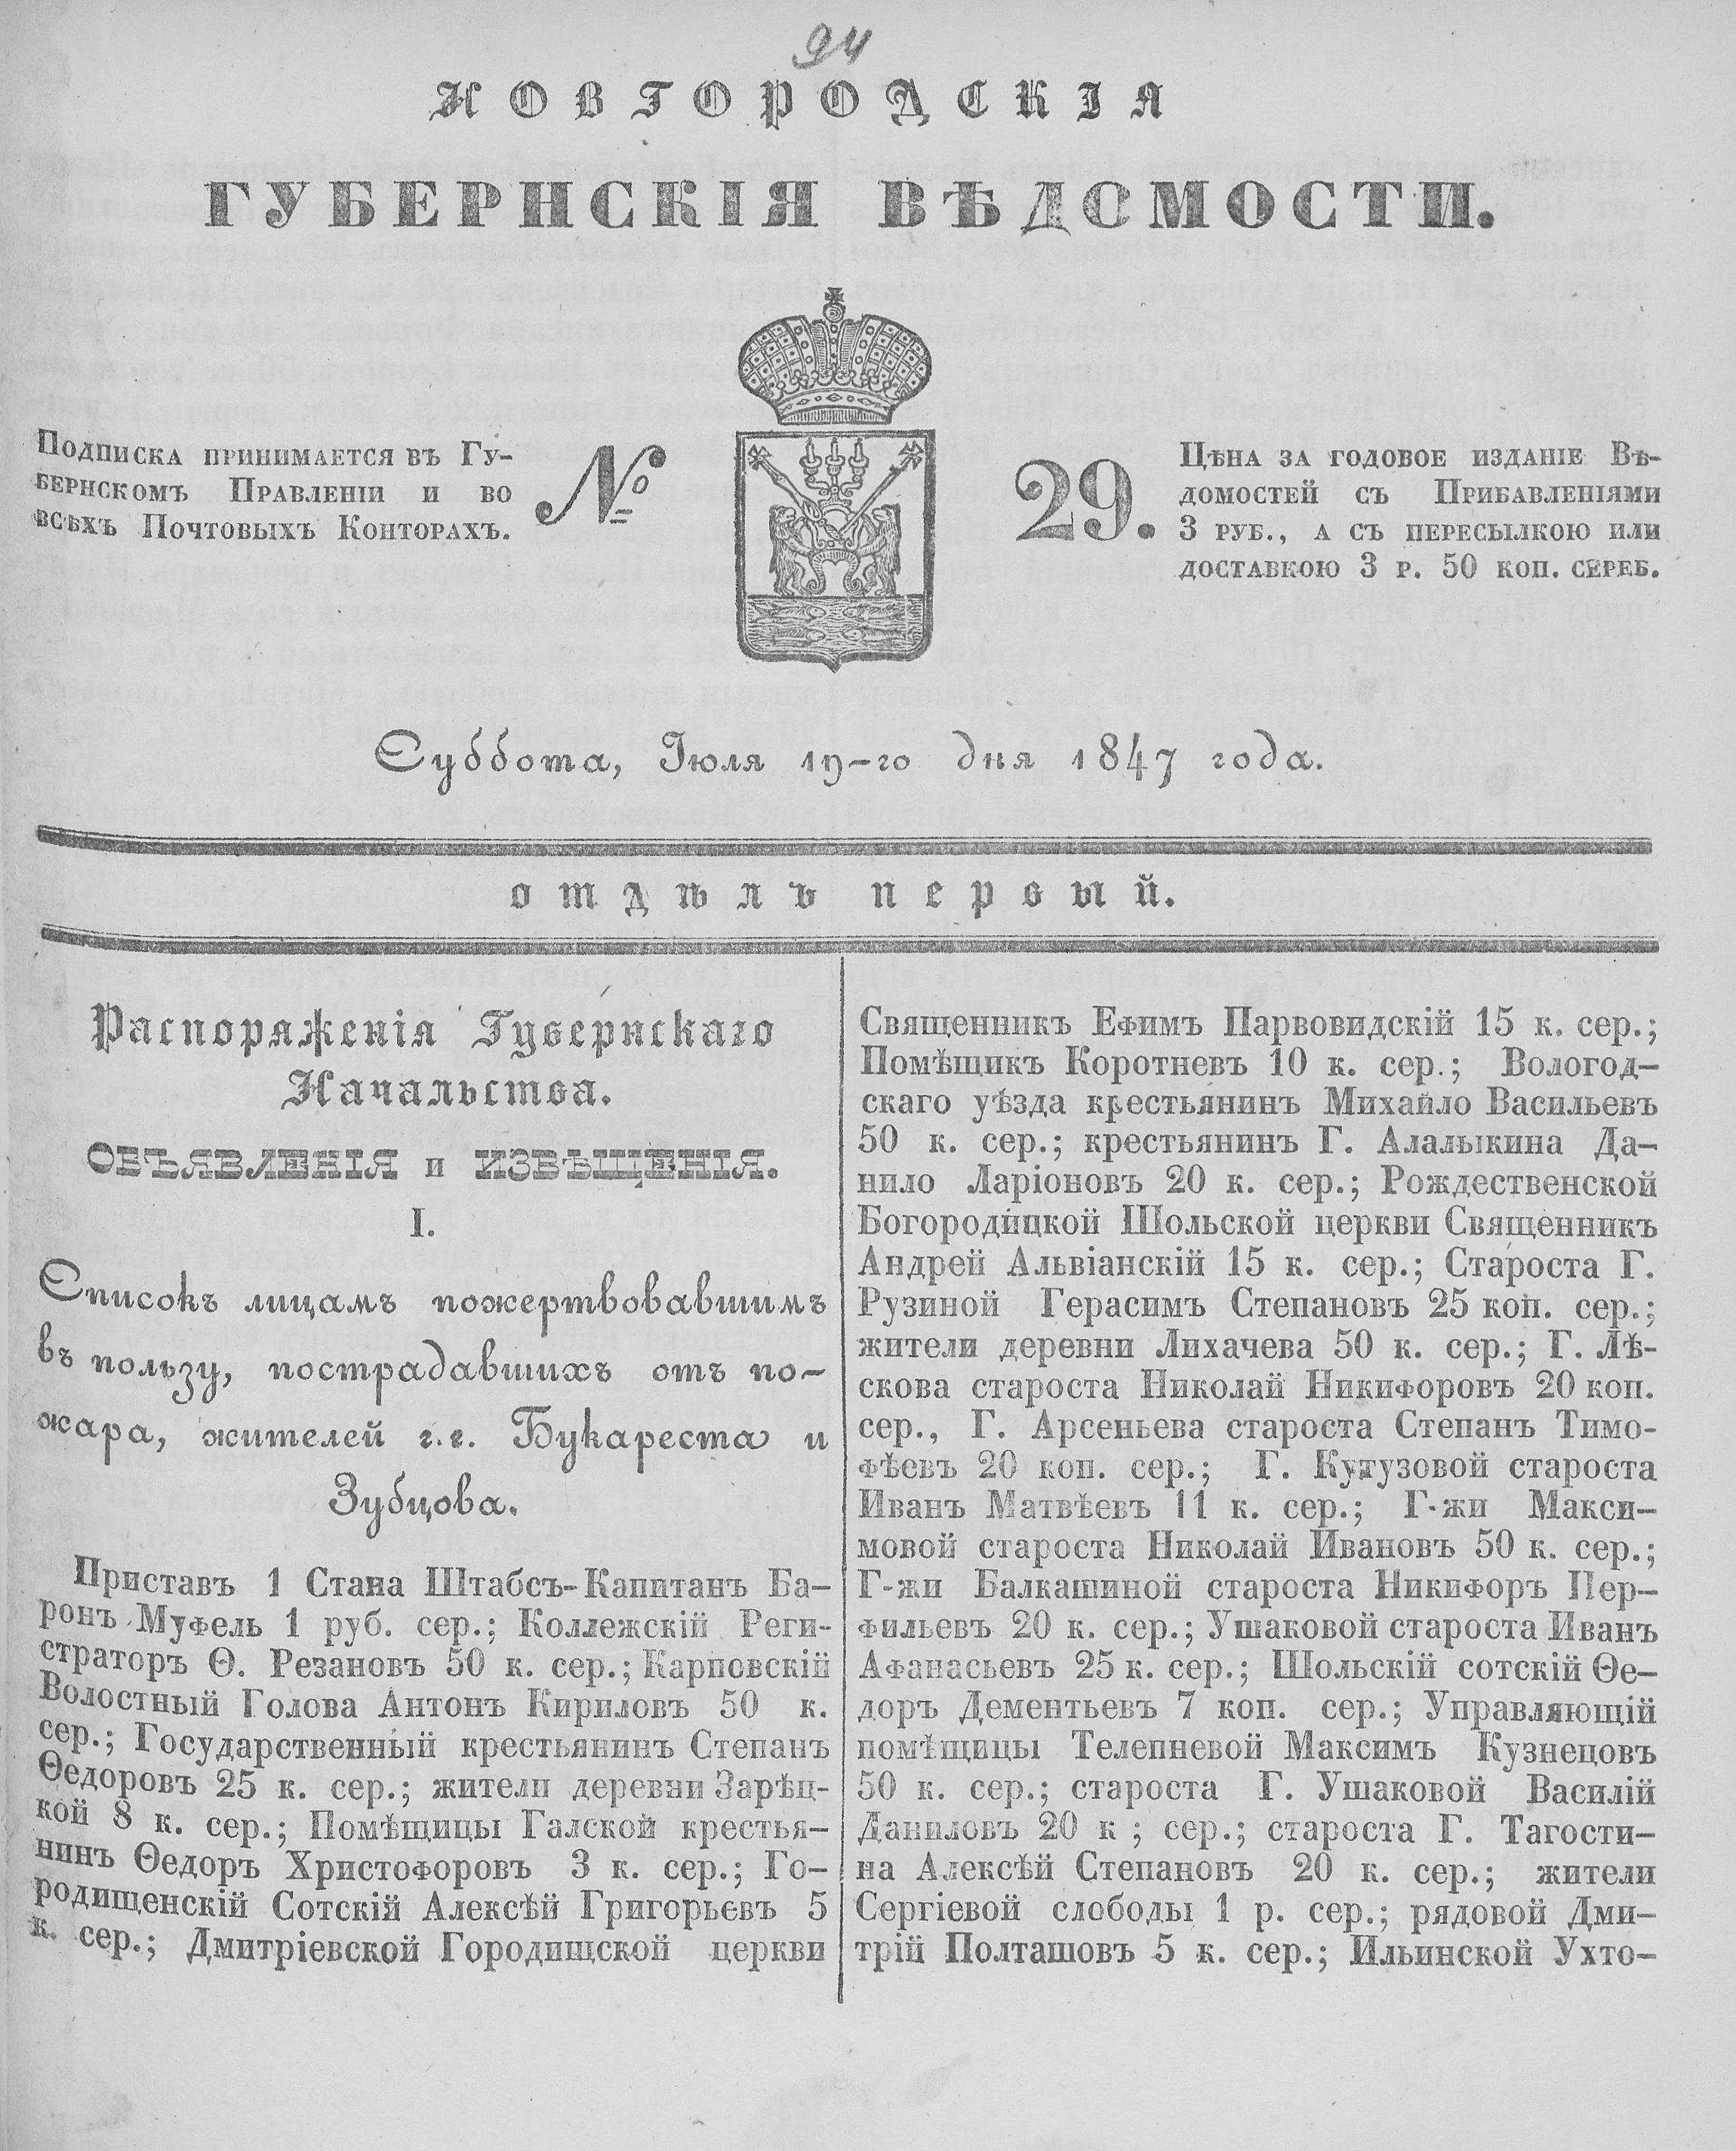 94
НОВГОРОДСКІЯ
ГУБЕРНСКІЯ ВѢДОМОСТИ.
Подписка принимается въ Гу-
бернскомъ Правленіи и во
всѣхъ Почтовыхъ Конторахъ.
№
29.
Цѣна за годовое изданіе Вѣ-
домостей съ Прибавленіями
3 руб., а съ пересылкою или
доставкою 3 р. 50 коп. сереб.
Суббота, Іюля 19-го дня 1847 года.
отдѣлъ первый.
Распоряженія Губернскаго
Начальства.
ОБЪЯВЛЕНІЯ и ИЗВѢЩЕНІЯ.
I.
Списокъ лицамъ пожертвовавшимъ
въ пользу, пострадавшихъ отъ по-
жара, жителей г.г. Букареста и
Зубцова.
Приставъ 1 Стана Штабсъ-Капитанъ Ба-
ронъ Муфель 1 руб. сер.; Коллежскій Реги-
страторъ Ѳ. Резановъ 50 к. сер.; Карповскій
Волостный Голова Антонъ Кириловъ 50 к.
сер.; Государственный крестьянинъ Степанъ
Ѳедоровъ 25 к. сер.; жители деревни Зарѣц-
кой 8 к. сер.; Помѣщицы Галской крестья-
нинъ Ѳедоръ Христофоровъ 3 к. сер.; Го-
родищенскій Сотскій Алексѣй Григорьевъ 5
к. сер.; Дмитріевской Городищской церкви
Священникъ Ефимъ Парвовидскій 15 к. сер.;
Помѣщикъ Коротневъ 10 к. сер.; Вологод-
скаго уѣзда крестьянинъ Михайло Васильевъ
50 к. сер.; крестьянинъ Г. Алалыкина Да-
нило Ларіоновъ 20 к. сер.; Рождественской
Богородицкой Шольской церкви Священникъ
Андрей Альвіанскій 15 к. сер.; Староста Г.
Рузиной Герасимъ Степановъ 25 коп. сер.;
жители деревни Лихачева 50 к. сер.; Г. Лѣ-
скова староста Николай Никифоровъ 20 коп.
сер., Г. Арсеньева староста Степанъ Тимо-
фѣевъ 20 коп. сер.; Г. Кутузовой староста
Иванъ Матвѣевъ 11 к. сер.; Г-жи Макси-
мовой староста Николай Ивановъ 50 к. сер.;
Г-жи Балкашиной староста Никифоръ Пер-
фильевъ 20 к. сер.; Ушаковой староста Иванъ
Афанасьевъ 25 к. сер.; Шольскій сотскій Ѳе-
доръ Дементьевъ 7 коп. сер.; Управляющій
помѣщицы Телепневой Максимъ Кузнецовъ
50 к. сер.; староста Г. Ушаковой Василій
Даниловъ 20 к ; сер.; староста Г. Тагости-
на Алексѣй Степановъ 20 к. сер.; жители
Сергіевой слободы 1 р. сер.; рядовой Дми-
трій Полташовъ 5 к. сер.; Ильинской Ухто-